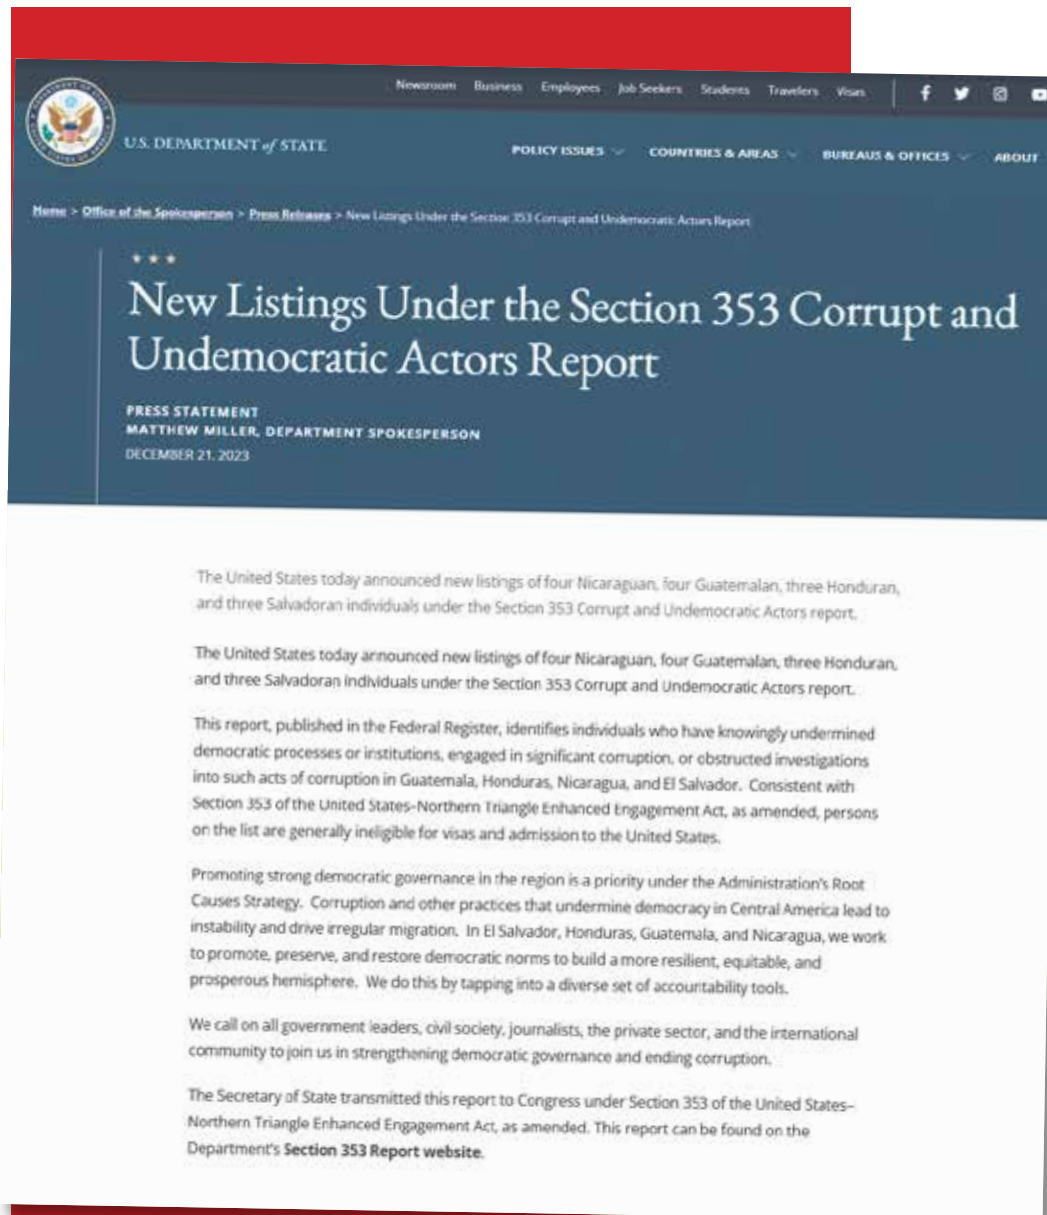 Newsroom Business Employees Job Seekers Students Travelers Visas
U.S. DEPARTMENT of STATE
POLICY ISSUES COUNTRIES & AREAS BUREAUS & OFFICES ABOUT
Home > Office of the Spokesperson > Press Releases > New Listings Under the Section 353 Corrupt and Undemocratic Actors Report
New Listings Under the Section 353 Corrupt and
Undemocratic Actors Report
PRESS STATEMENT
MATTHEW MILLER, DEPARTMENT SPOKESPERSON
DECEMBER 21, 2023
The United States today announced new listings of four Nicaraguan, four Guatemalan, three Honduran,
and three Salvadoran individuals under the Section 353 Corrupt and Undemocratic Actors report.
The United States today announced new listings of four Nicaraguan, four Guatemalan, three Honduran,
and three Salvadoran individuals under the Section 353 Corrupt and Undemocratic Actors report.
This report, published in the Federal Register, identifies individuals who have knowingly undermined
democratic processes or institutions, engaged in significant corruption, or obstructed investigations
into such acts of corruption in Guatemala, Honduras, Nicaragua, and El Salvador. Consistent with
Section 353 of the United States–Northern Triangle Enhanced Engagement Act, as amended, persons
on the list are generally ineligible for visas and admission to the United States.
Promoting strong democratic governance in the region is a priority under the Administration's Root
Causes Strategy. Corruption and other practices that undermine democracy in Central America lead to
instability and drive irregular migration. In El Salvador, Honduras, Guatemala, and Nicaragua, we work
to promote, preserve, and restore democratic norms to build a more resilient, equitable, and
prosperous hemisphere. We do this by tapping into a diverse set of accountability tools.
We call on all government leaders, civil society, journalists, the private sector, and the international
community to join us in strengthening democratic governance and ending corruption.
The Secretary of State transmitted this report to Congress under Section 353 of the United States–
Northern Triangle Enhanced Engagement Act, as amended. This report can be found on the
Department's Section 353 Report website.